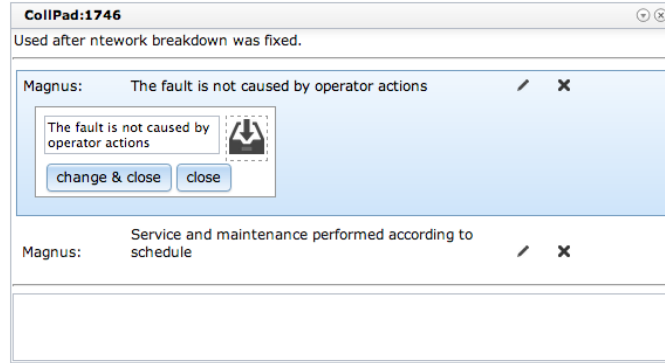 CollPad:1746
Used after ntework breakdown was fixed.
Magnus: The fault is not caused by operator actions
The fault is not caused by
operator actions
change & close close
Service and maintenance performed according to
Magnus: schedule